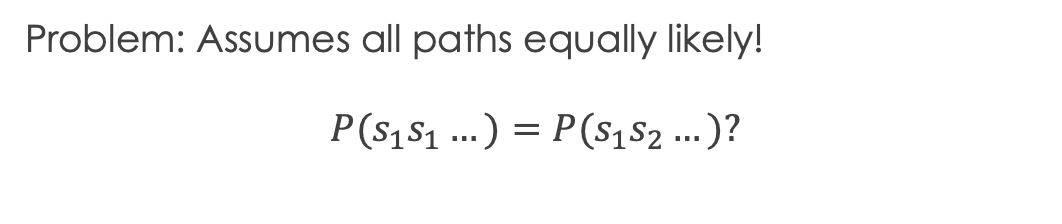 Problem: Assumes all paths equally likely!
𝑃(𝑠₁𝑠₁ …) = 𝑃(𝑠₁𝑠₂ …)?